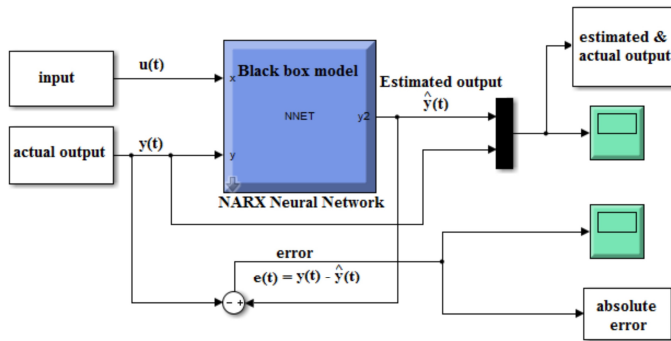 input
u(t)
x
Black box model
NNET
y2
Estimated output
ŷ(t)
estimated &
actual output
actual output
y(t)
y
NARX Neural Network
error
e(t) = y(t) - ŷ(t)
- +
absolute
error